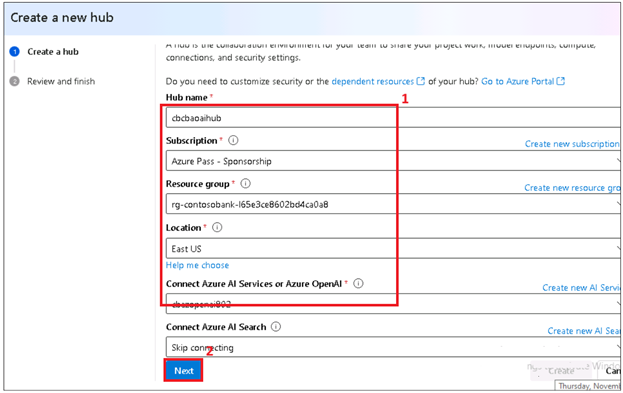 Create a new hub
1 Create a hub
2 Review and finish
A hub is the collaboration environment for your team to share your project work, model endpoints, compute,
connections, and security settings.
Do you need to customize security or the dependent resources of your hub? Go to Azure Portal
Hub name *
1
cbcbaoaihub
Subscription *
Create new subscription
Azure Pass - Sponsorship
Resource group *
Create new resource gro
rg-contosobank-l65e3ce8602bd4ca0a8
Location *
East US
Help me choose
Connect Azure AI Services or Azure OpenAI *
Create new AI Servi
Connect Azure AI Search
Create new AI Sear
Skip connecting
2
Next
Create
Can
Thursday, Novemb